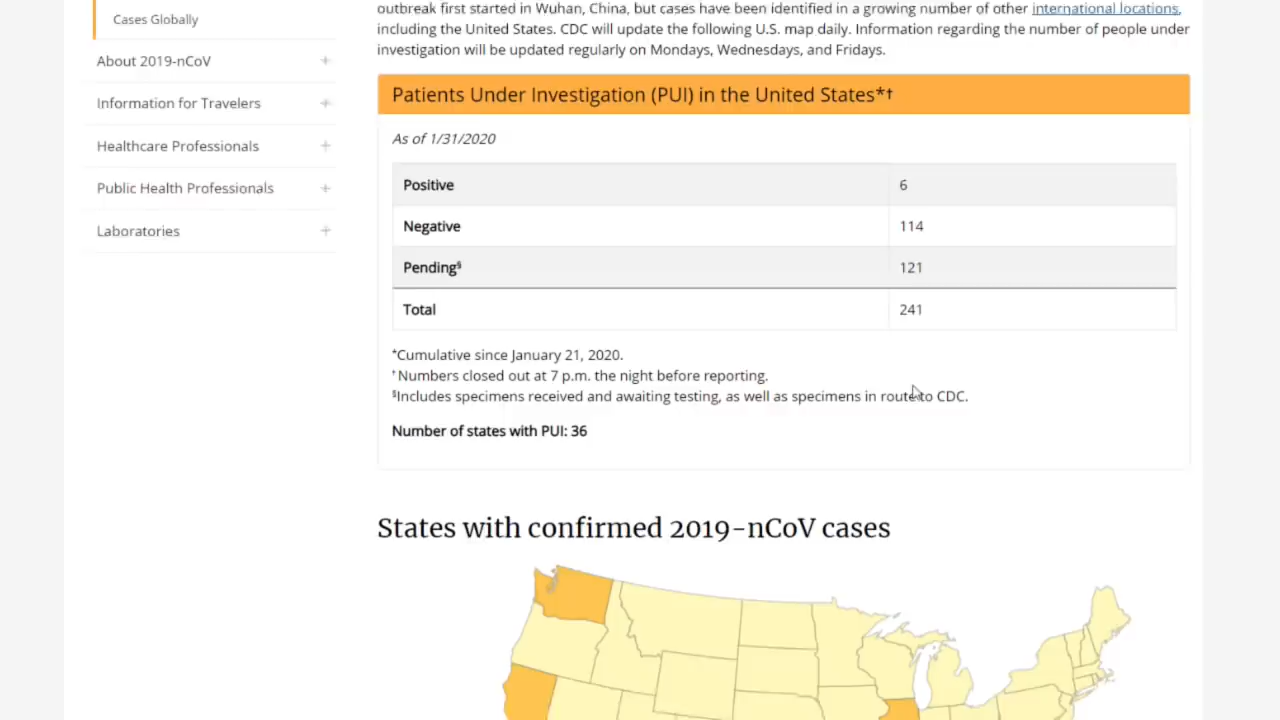 Cases Globally
About 2019-nCoV
Information for Travelers
Healthcare Professionals
Public Health Professionals
Laboratories
outbreak first started in Wuhan, China, but cases have been identified in a growing number of other international locations,
including the United States. CDC will update the following U.S. map daily. Information regarding the number of people under
investigation will be updated regularly on Mondays, Wednesdays, and Fridays.
Patients Under Investigation (PUI) in the United States*†
As of 1/31/2020
Positive 6
Negative 114
Pending§ 121
Total 241
*Cumulative since January 21, 2020.
†Numbers closed out at 7 p.m. the night before reporting.
§Includes specimens received and awaiting testing, as well as specimens in route to CDC.
Number of states with PUI: 36
States with confirmed 2019-nCoV cases